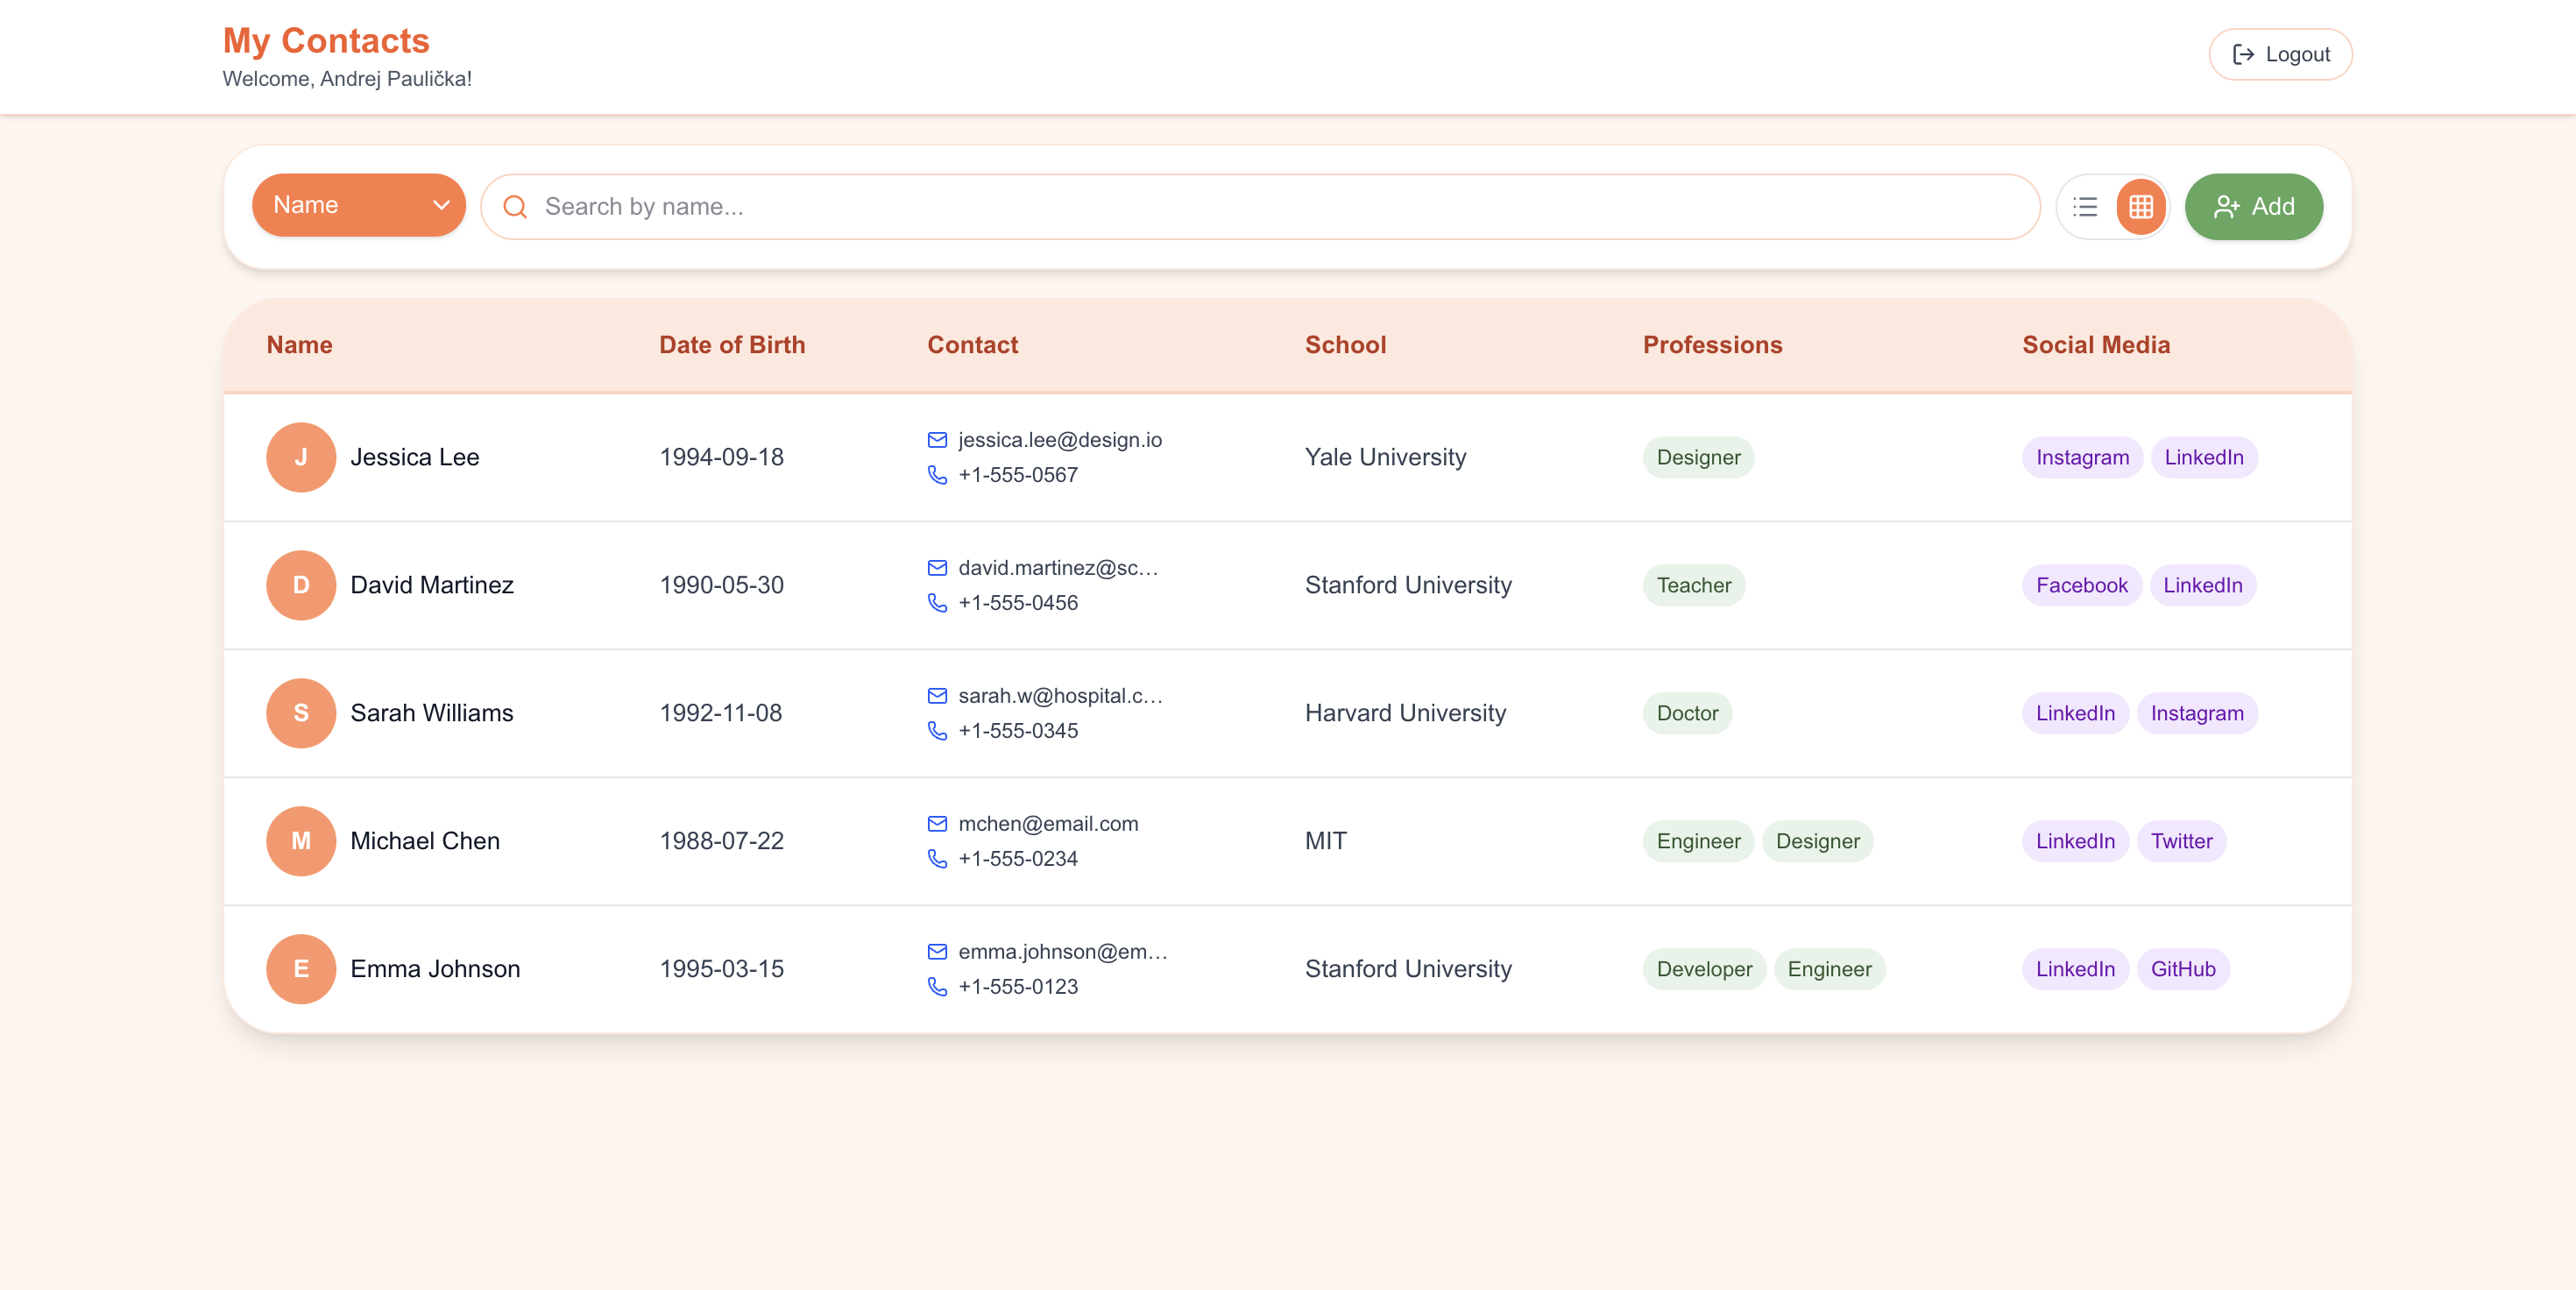 My Contacts
Welcome, Andrej Paulička!
Logout
Name
Search by name...
Add
Name Date of Birth Contact School Professions Social Media
J Jessica Lee 1994-09-18 jessica.lee@design.io +1-555-0567 Yale University Designer Instagram LinkedIn
D David Martinez 1990-05-30 david.martinez@sc... +1-555-0456 Stanford University Teacher Facebook LinkedIn
S Sarah Williams 1992-11-08 sarah.w@hospital.c... +1-555-0345 Harvard University Doctor LinkedIn Instagram
M Michael Chen 1988-07-22 mchen@email.com +1-555-0234 MIT Engineer Designer LinkedIn Twitter
E Emma Johnson 1995-03-15 emma.johnson@em... +1-555-0123 Stanford University Developer Engineer LinkedIn GitHub